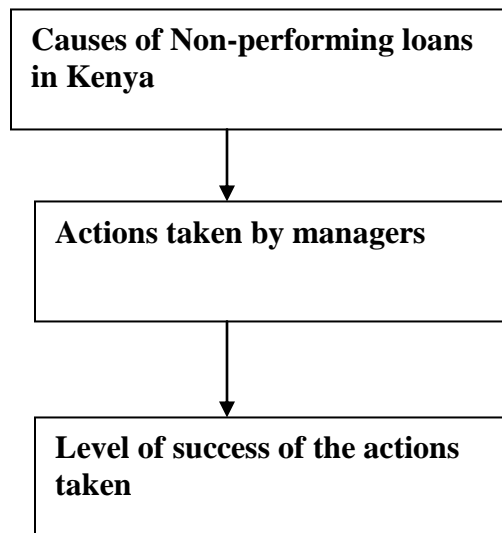 Causes of Non-performing loans
in Kenya
Actions taken by managers
Level of success of the actions
taken